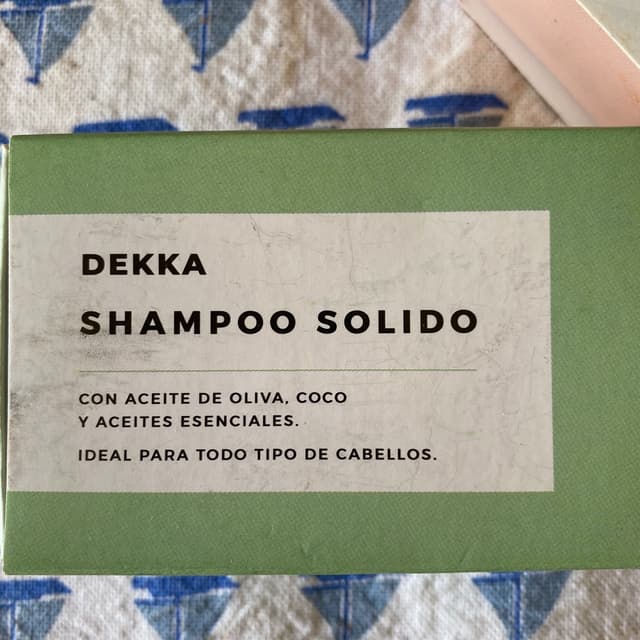 DEKKA
SHAMPOO SOLIDO
CON ACEITE DE OLIVA, COCO
Y ACEITES ESENCIALES.
IDEAL PARA TODO TIPO DE CABELLOS.